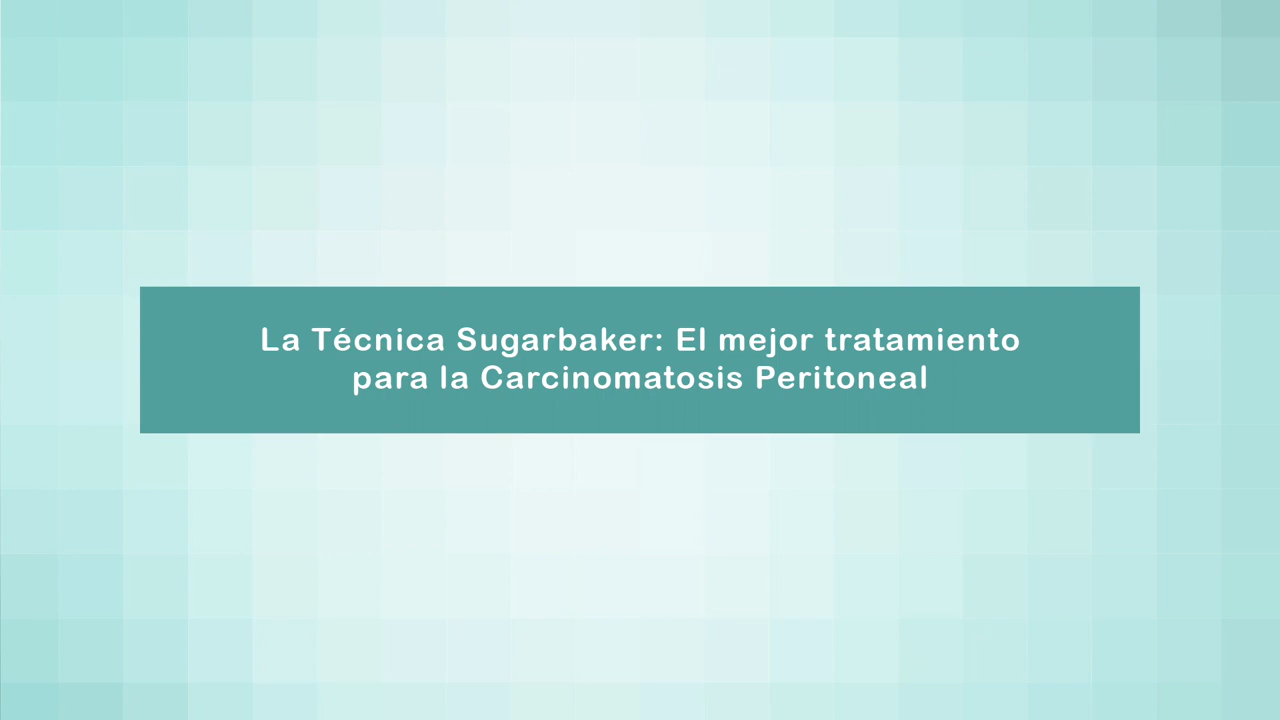 La Técnica Sugarbaker: El mejor tratamiento
para la Carcinomatosis Peritoneal